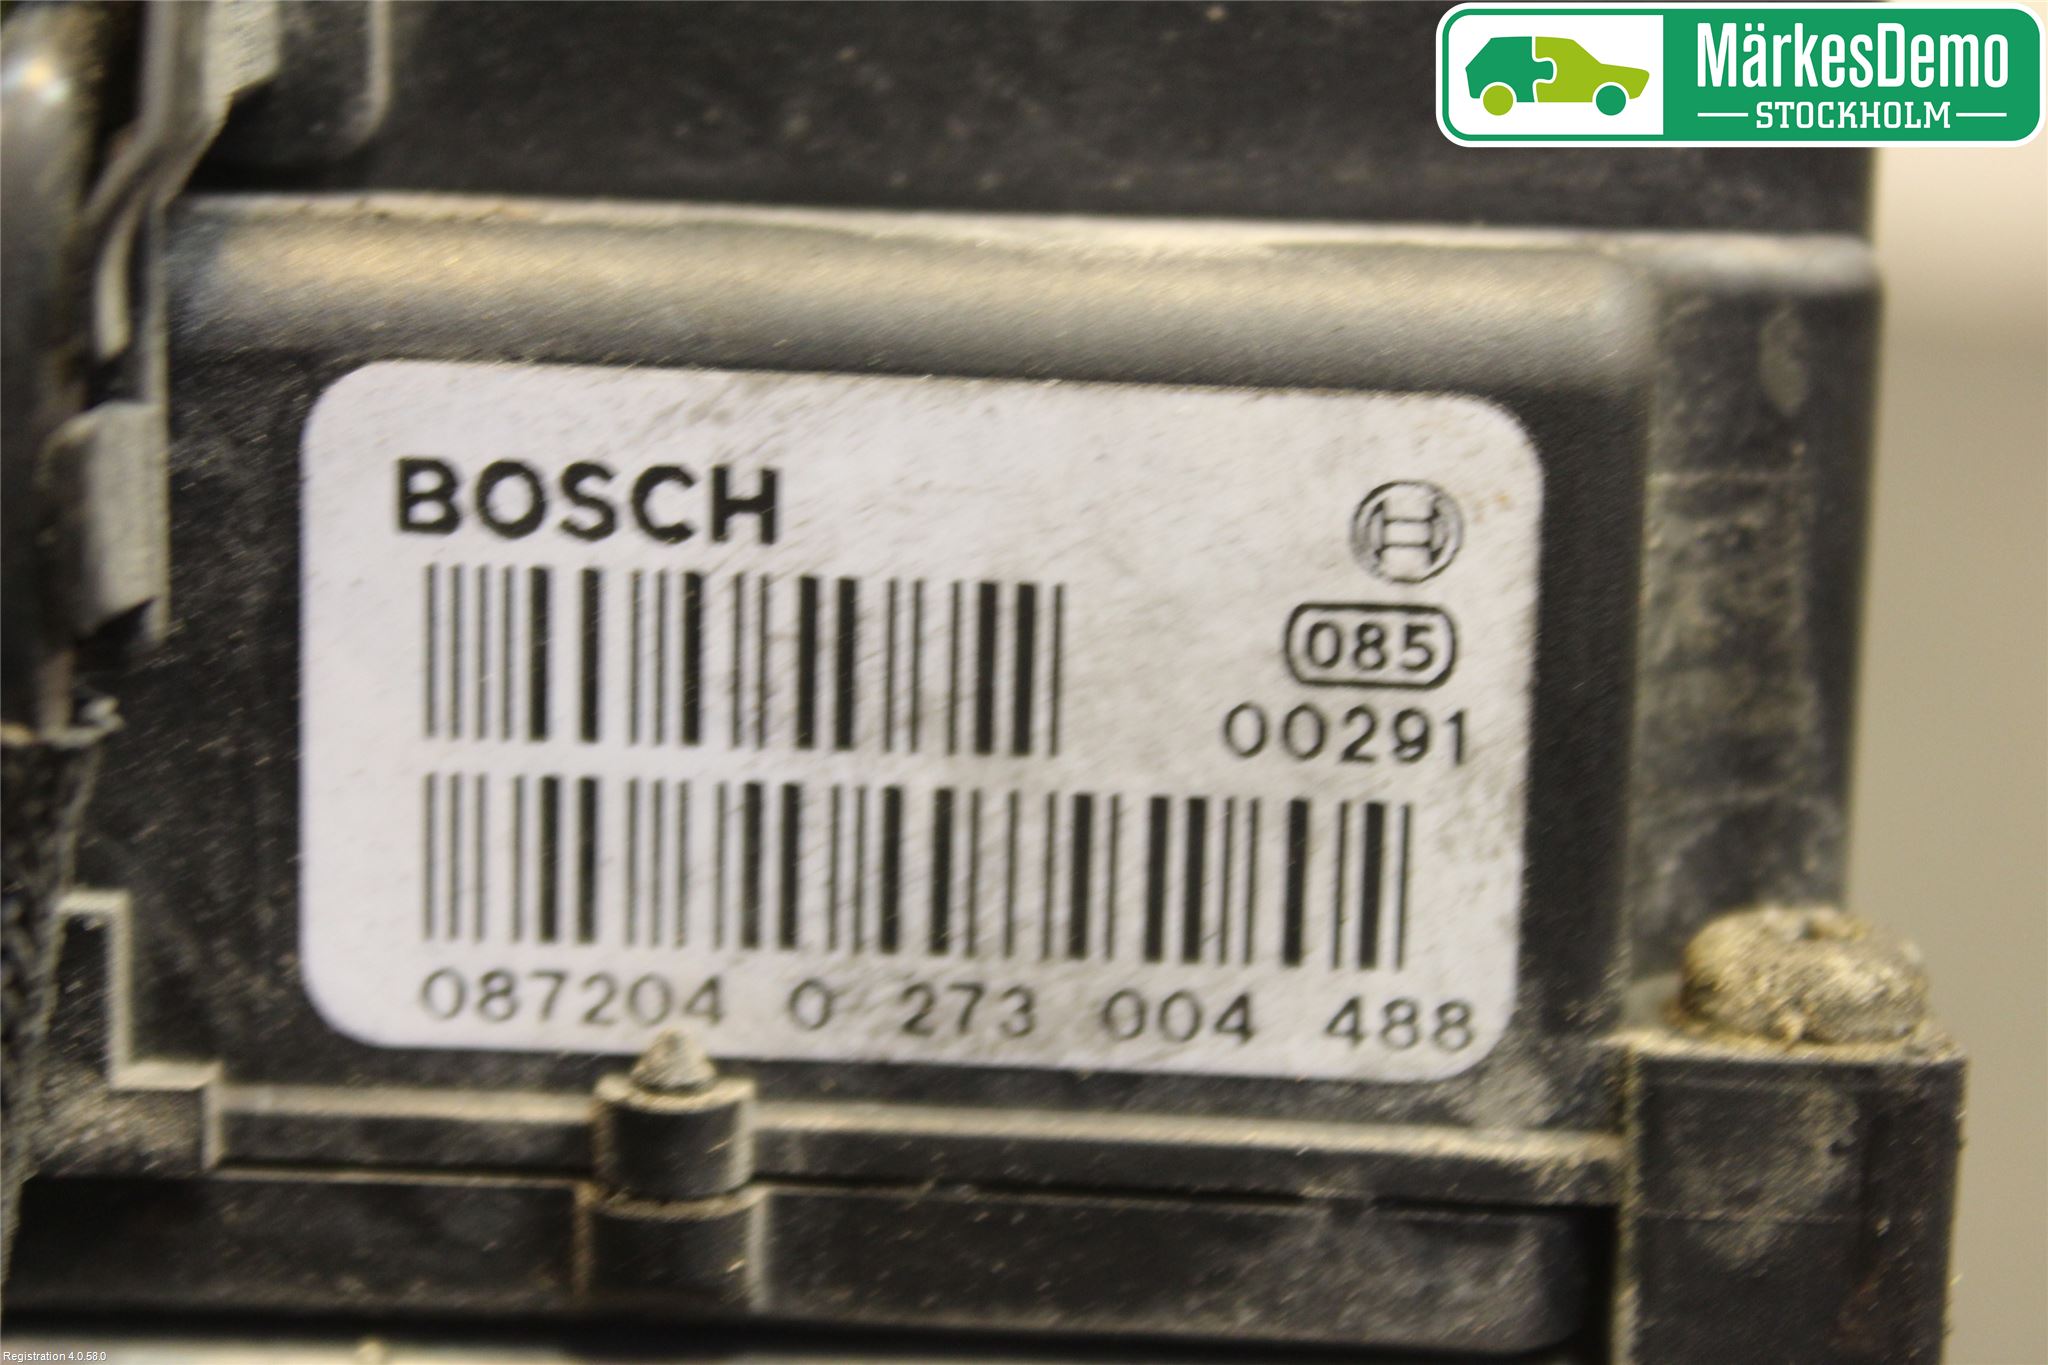 MärkesDemo
STOCKHOLM
BOSCH
085
00291
087204 0 273 004 488
Registration 4.0.58.0